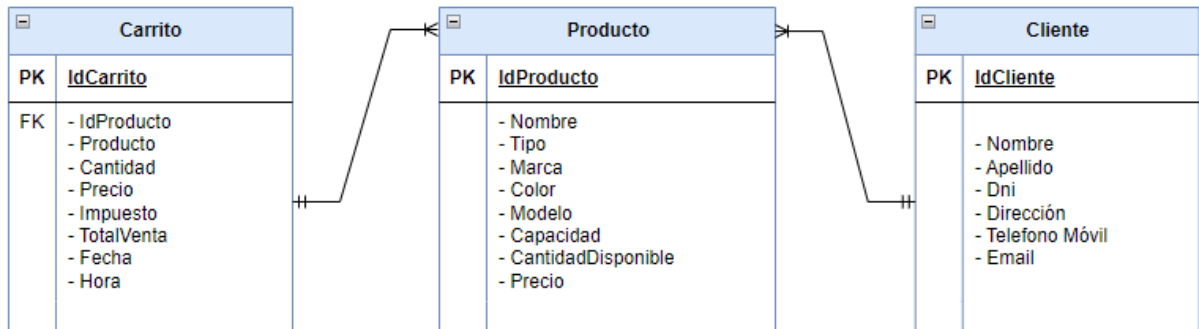 Carrito
PK IdCarrito
FK - IdProducto
- Producto
- Cantidad
- Precio
- Impuesto
- TotalVenta
- Fecha
- Hora
Producto
PK IdProducto
- Nombre
- Tipo
- Marca
- Color
- Modelo
- Capacidad
- CantidadDisponible
- Precio
Cliente
PK IdCliente
- Nombre
- Apellido
- Dni
- Dirección
- Telefono Móvil
- Email